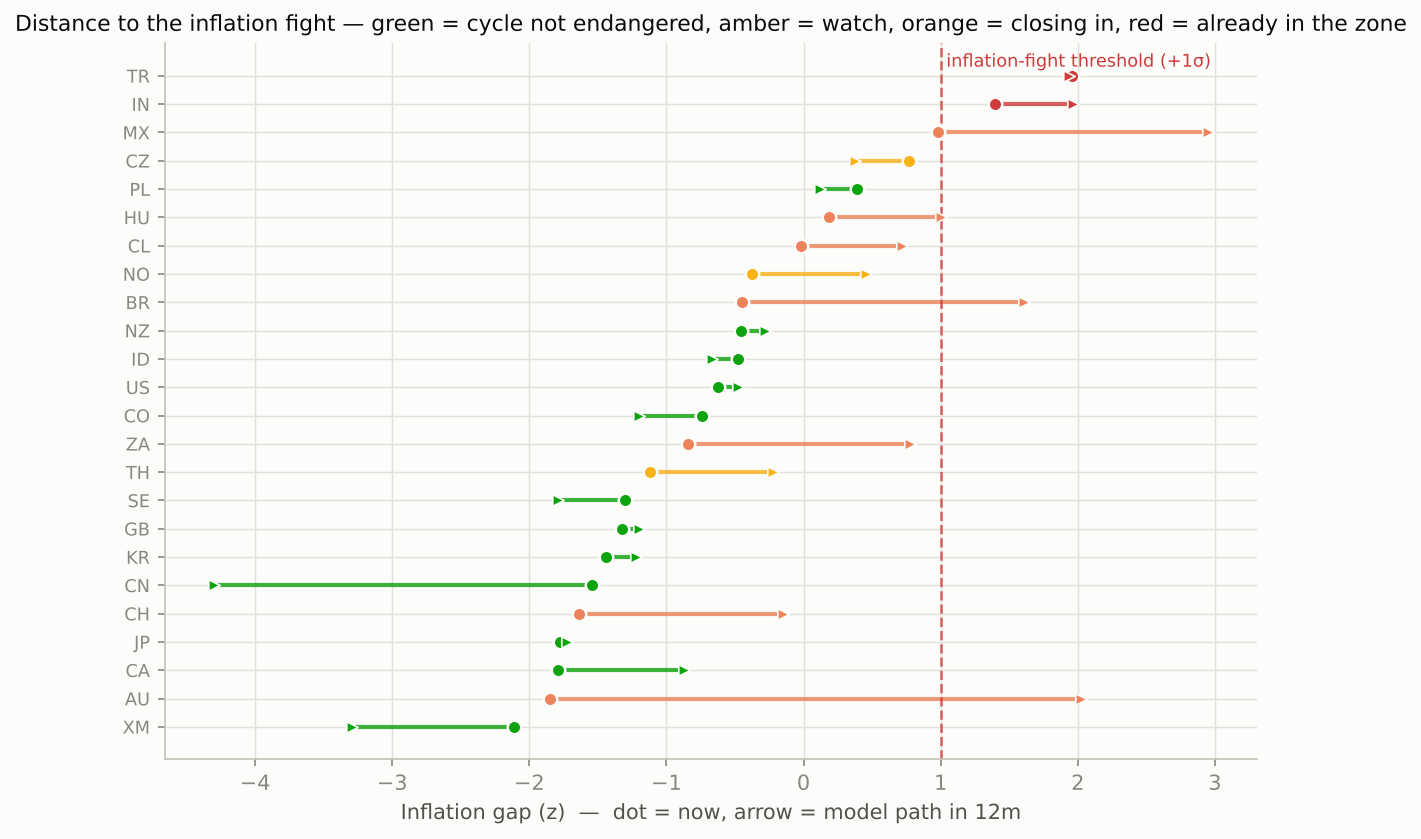 Distance to the inflation fight — green = cycle not endangered, amber = watch, orange = closing in, red = already in the zone
inflation-fight threshold (+1σ)
TR
IN
MX
CZ
PL
HU
CL
NO
BR
NZ
ID
US
CO
ZA
TH
SE
GB
KR
CN
CH
JP
CA
AU
XM
−4 −3 −2 −1 0 1 2 3
Inflation gap (z) — dot = now, arrow = model path in 12m